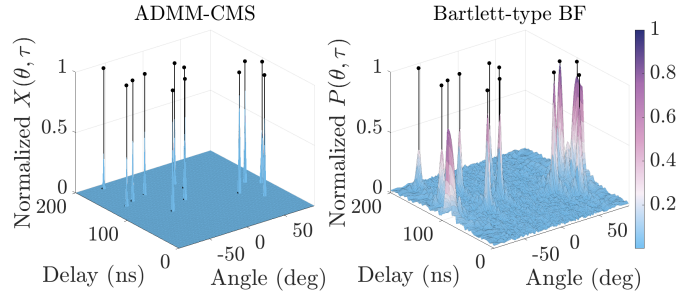 ADMM-CMS
Normalized X(θ, τ)
1
0.5
0
200
100
0
Delay (ns)
-50
0
50
Angle (deg)
Bartlett-type BF
Normalized P(θ, τ)
1
0.5
0
200
100
0
Delay (ns)
-50
0
50
Angle (deg)
1
0.8
0.6
0.4
0.2